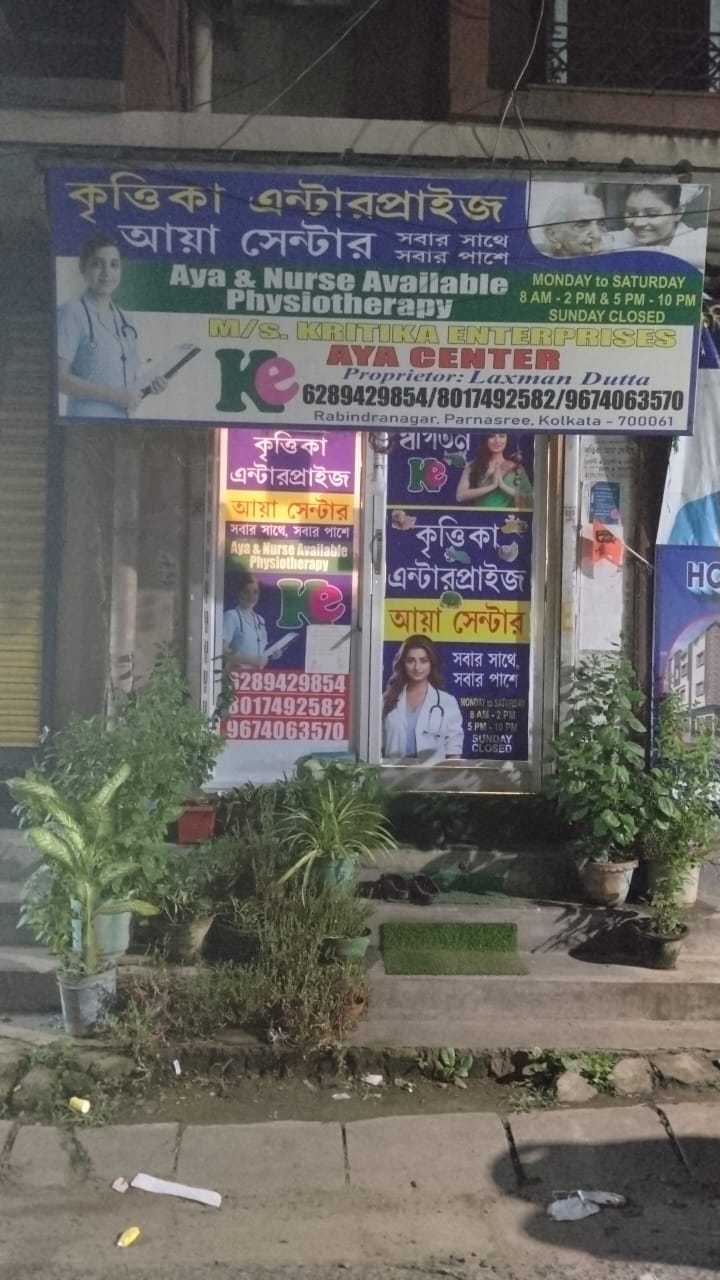 কৃত্তিকা এন্টারপ্রাইজ
আয়া সেন্টার
সবার সাথে
সবার পাশে
Aya & Nurse Available
Physiotherapy
MONDAY to SATURDAY
8 AM - 2 PM & 5 PM - 10 PM
SUNDAY CLOSED
M/s. KRITIKA ENTERPRISES
AYA CENTER
Proprietor: Laxman Dutta
Ke
6289429854/8017492582/9674063570
Rabindranagar, Parnasree, Kolkata - 700061
কৃত্তিকা
এন্টারপ্রাইজ
আয়া সেন্টার
সবার সাথে, সবার পাশে
Aya & Nurse Available
Physiotherapy
Ke
6289429854
8017492582
9674063570
স্বাগতম
Ke
কৃত্তিকা
এন্টারপ্রাইজ
আয়া সেন্টার
সবার সাথে,
সবার পাশে
MONDAY to SATURDAY
8 AM - 2 PM
5 PM - 10 PM
SUNDAY
CLOSED
HO